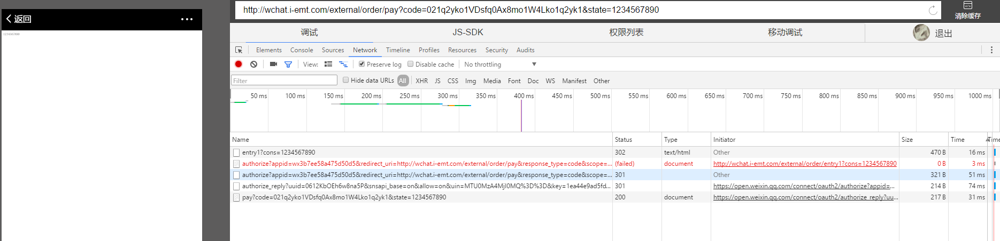 返回
1234567890
http://wchat.i-emt.com/external/order/pay?code=021q2yko1VDsfq0Ax8mo1W4Lko1q2yk1&state=1234567890
清除缓存
调试 JS-SDK 权限列表 移动调试 退出
Elements Console Sources Network Timeline Profiles Resources Security Audits
View: Preserve log Disable cache No throttling
Filter Hide data URLs All XHR JS CSS Img Media Font Doc WS Manifest Other
50 ms 100 ms 150 ms 200 ms 250 ms 300 ms 350 ms 400 ms 450 ms 500 ms 550 ms 600 ms 650 ms 700 ms 750 ms 800 ms 850 ms 900 ms 950 ms 1000 ms
Name Status Type Initiator Size Time Time
entry1?cons=1234567890 302 text/html Other 470 B 16 ms
authorize?appid=wx3b7ee58a475d50d5&redirect_uri=http://wchat.i-emt.com/external/order/pay&response_type=code&scope=... (failed) document http://wchat.i-emt.com/external/order/entry1?cons=1234567890 0 B 3 ms
authorize?appid=wx3b7ee58a475d50d5&redirect_uri=http://wchat.i-emt.com/external/order/pay&response_type=code&scope=... 301 Other 321 B 51 ms
authorize_reply?uuid=0612KbOEh6w8na5P&snsapi_base=on&allow=on&uin=MTU0MzA4MjI0MQ%3D%3D&key=1ea44e9ad5fd... 301 https://open.weixin.qq.com/connect/oauth2/authorize?appid=... 214 B 74 ms
pay?code=021q2yko1VDsfq0Ax8mo1W4Lko1q2yk1&state=1234567890 200 document https://open.weixin.qq.com/connect/oauth2/authorize_reply?uu... 217 B 31 ms